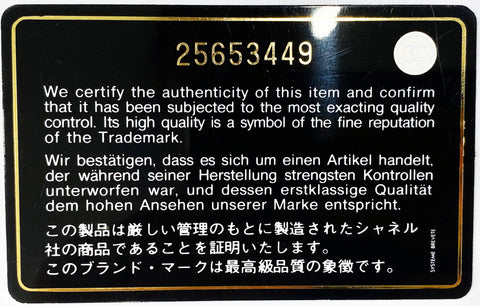 25653449
We certify the authenticity of this item and confirm
that it has been subjected to the most exacting quality
control. Its high quality is a symbol of the fine reputation
of the Trademark.
Wir bestätigen, dass es sich um einen Artikel handelt,
der während seiner Herstellung strengsten Kontrollen
unterworfen war, und dessen erstklassige Qualität
dem hohen Ansehen unserer Marke entspricht.
この製品は厳しい管理のもとに製造されたシャネル
社の商品であることを証明いたします。
このブランド・マークは最高級品質の象徴です。
SYSTEME BREVETE